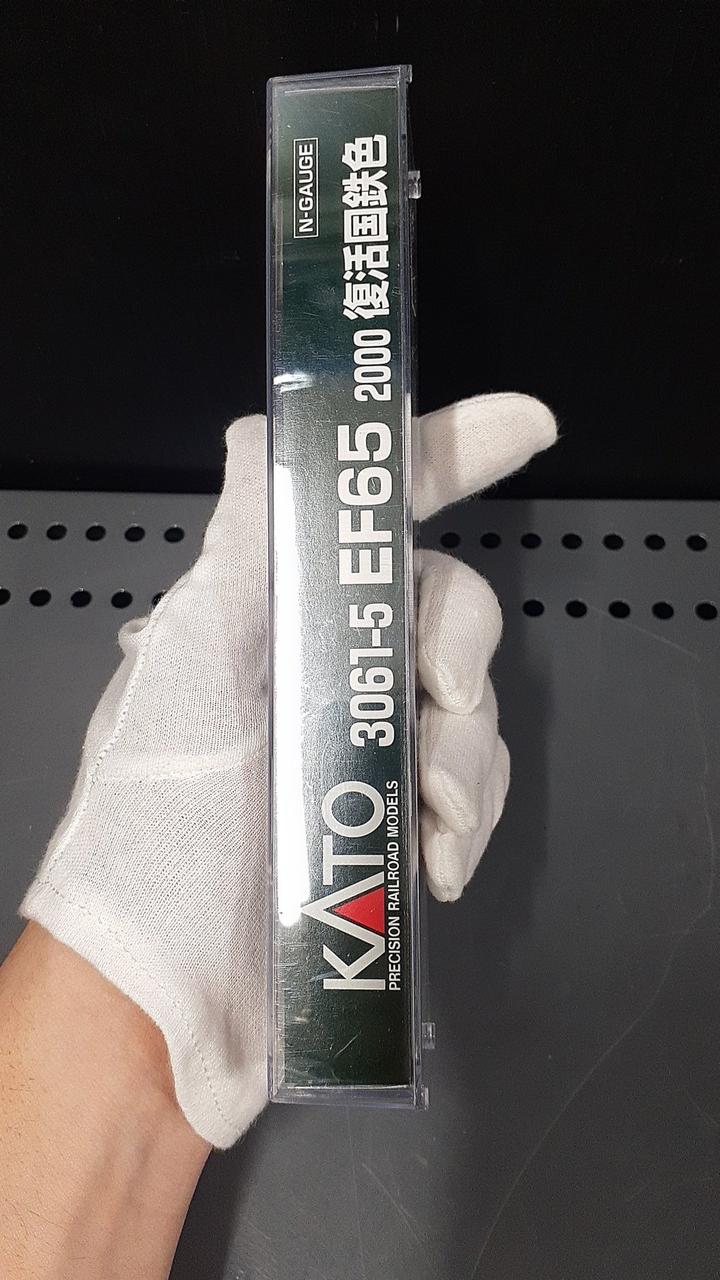 KATO
PRECISION RAILROAD MODELS
3061-5 EF65 2000 復活国鉄色
N-GAUGE